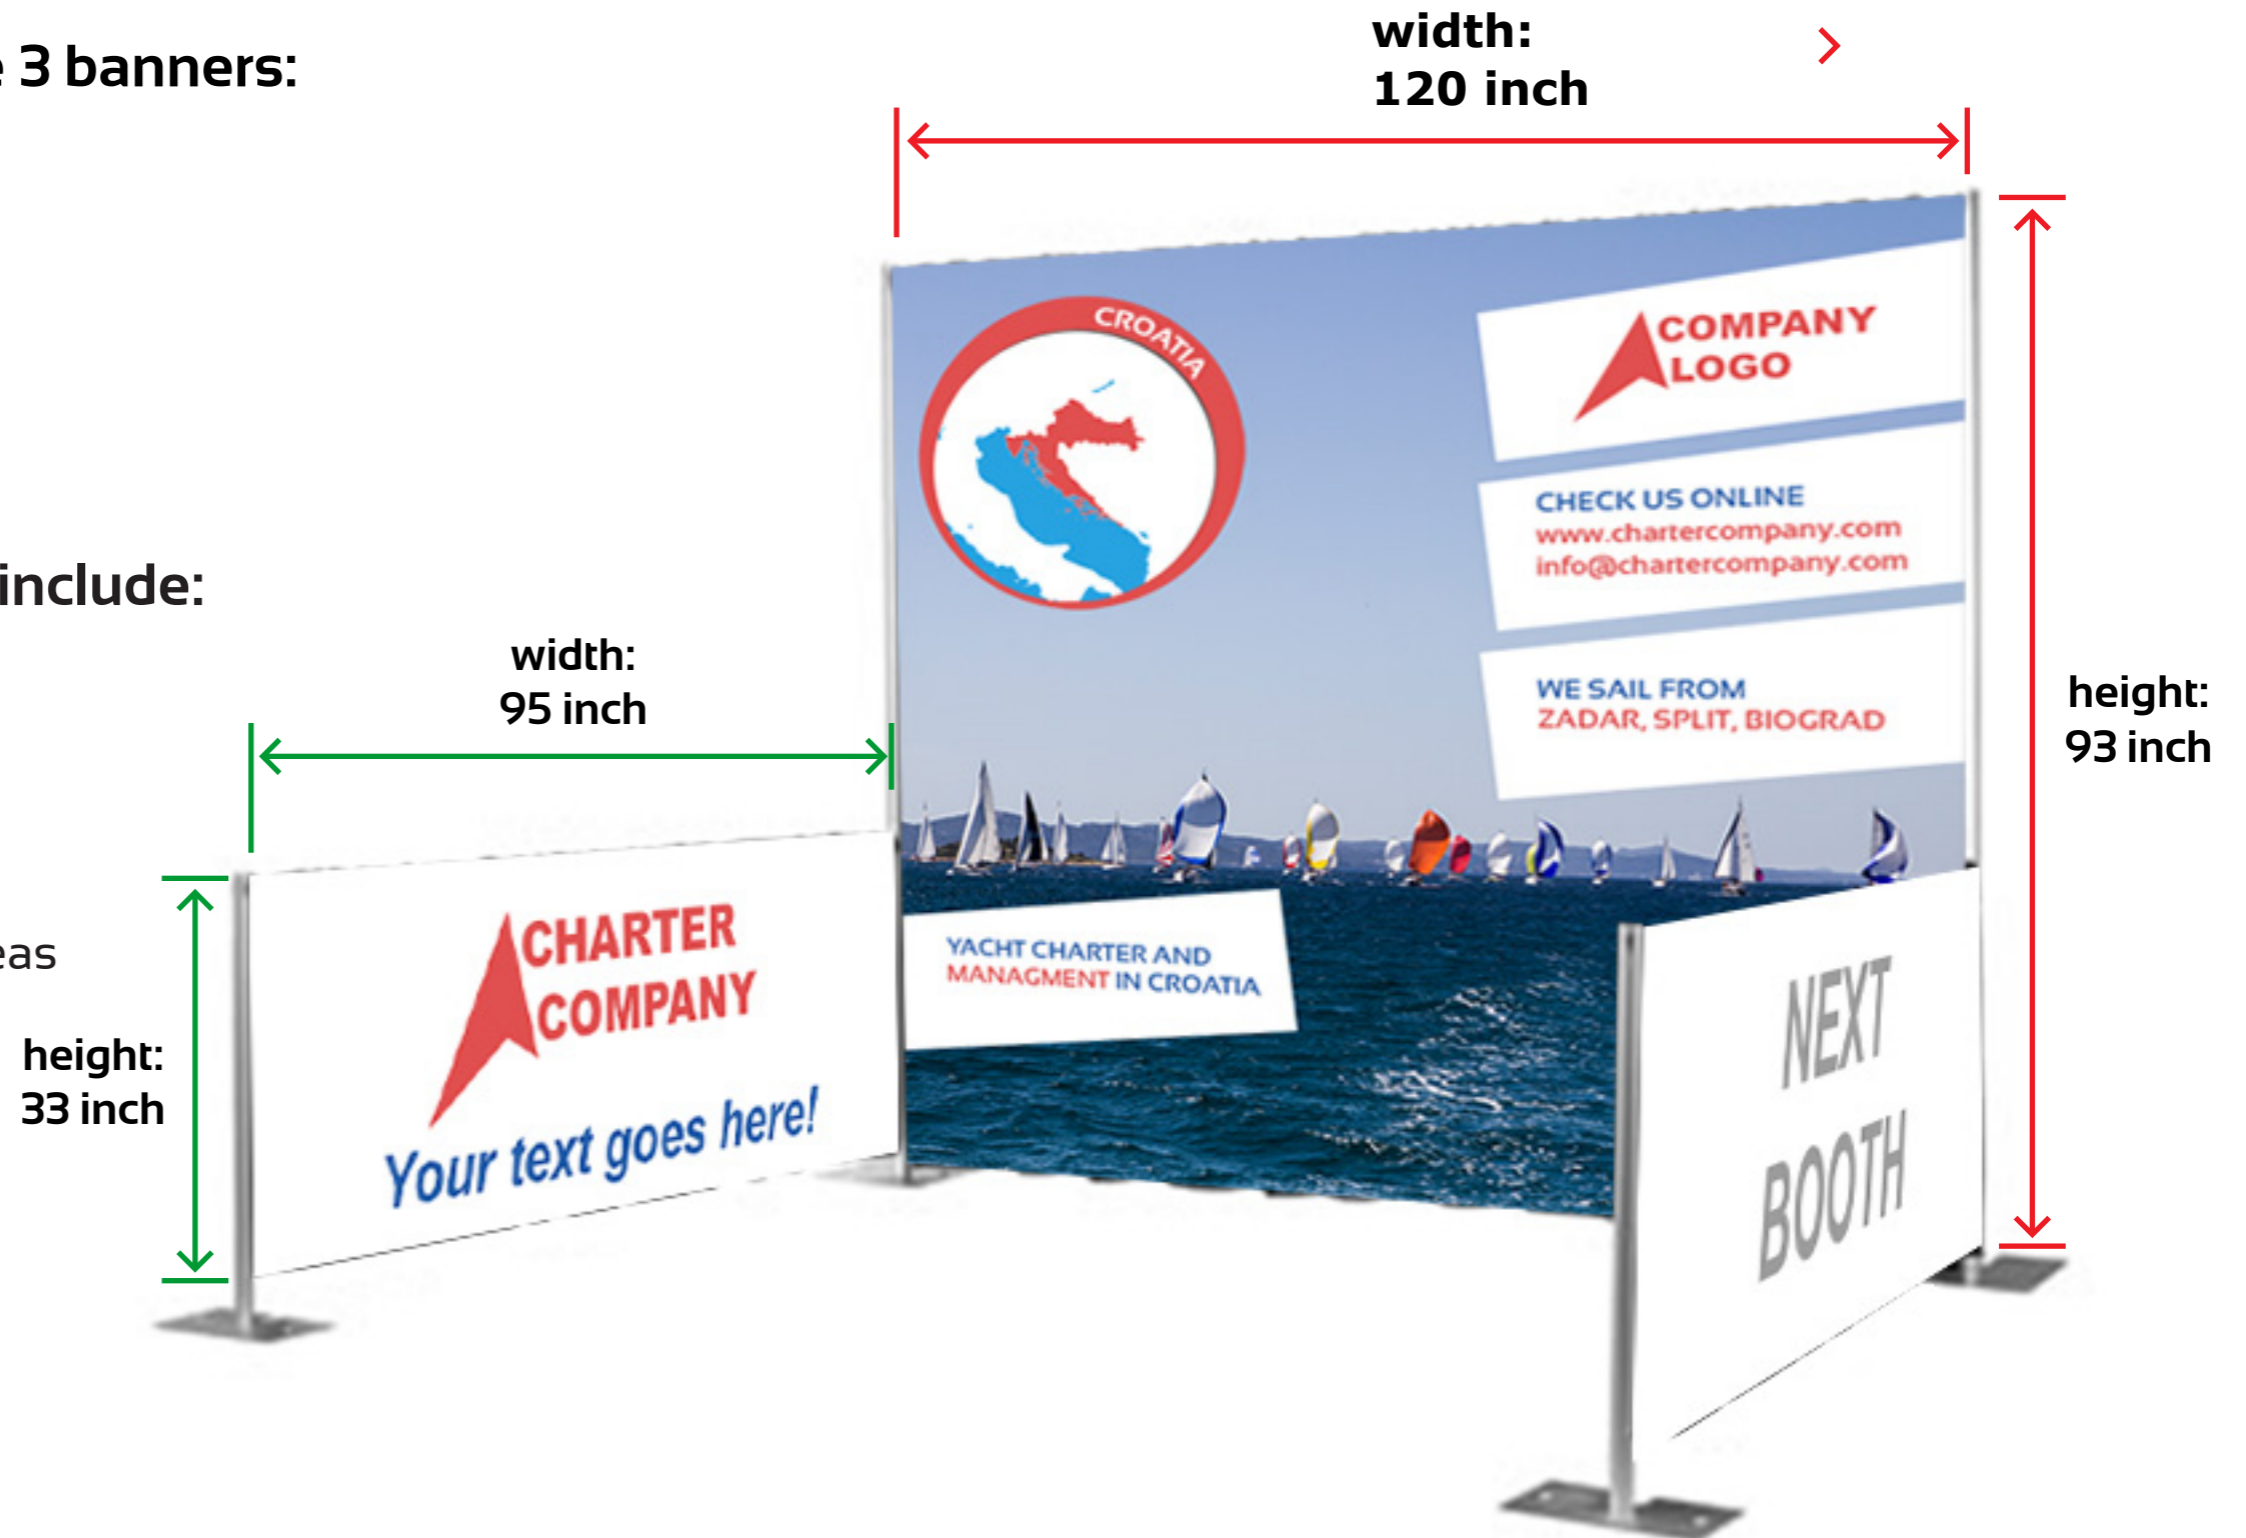 3 banners:
include:
width:
120 inch
width:
95 inch
height:
33 inch
height:
93 inch
CROATIA
COMPANY
LOGO
CHECK US ONLINE
www.chartercompany.com
info@chartercompany.com
WE SAIL FROM
ZADAR, SPLIT, BIOGRAD
YACHT CHARTER AND
MANAGMENT IN CROATIA
CHARTER
COMPANY
Your text goes here!
NEXT
BOOTH